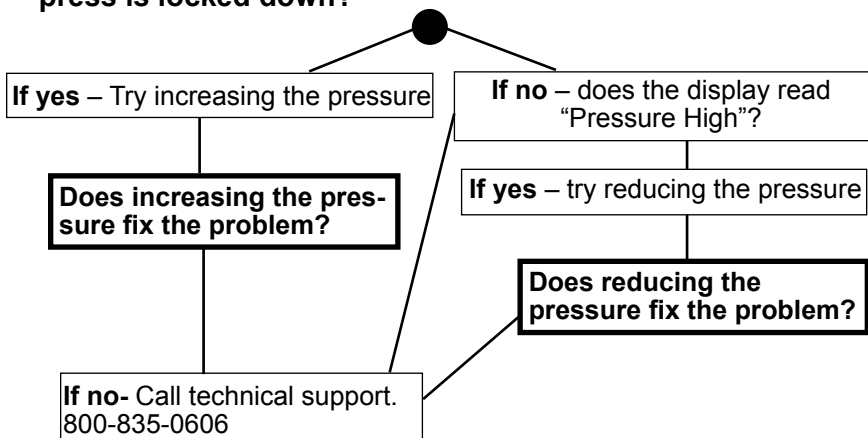 press is locked down?
If yes – Try increasing the pressure
If no – does the display read
“Pressure High”?
Does increasing the pres-
sure fix the problem?
If yes – try reducing the pressure
Does reducing the
pressure fix the problem?
If no- Call technical support.
800-835-0606